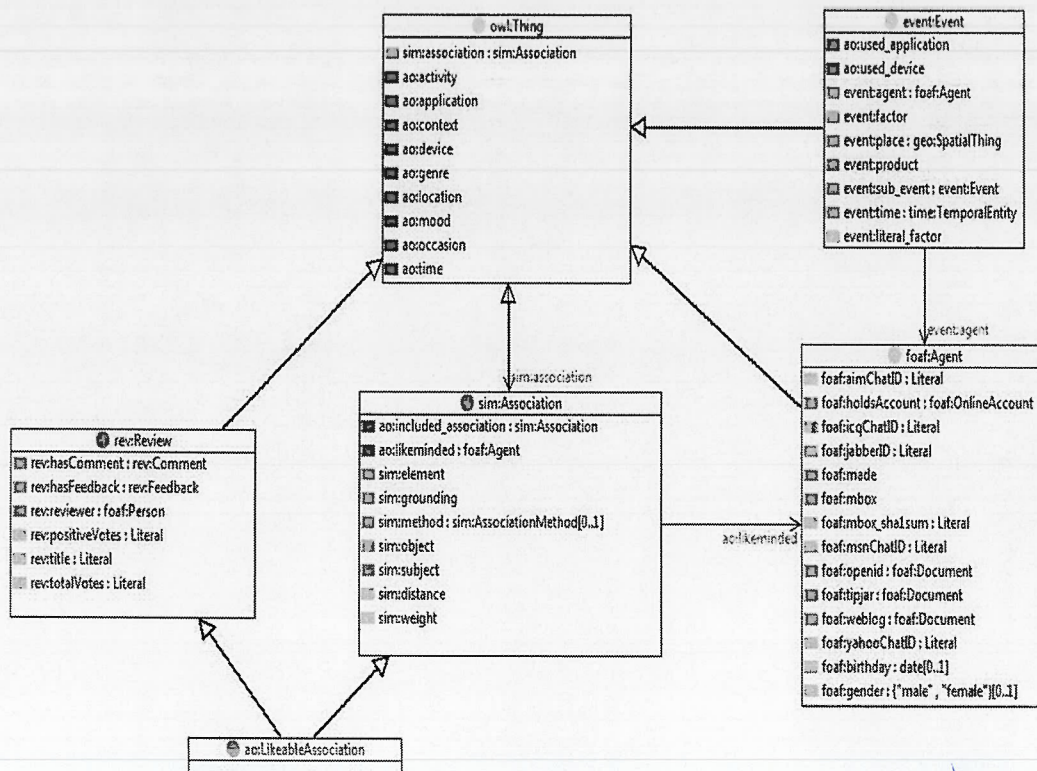 owl:Thing
sim:association : sim:Association
ao:activity
ao:application
ao:context
ao:device
ao:genre
ao:location
ao:mood
ao:occasion
ao:time
event:Event
ao:used_application
ao:used_device
event:agent : foaf:Agent
event:factor
event:place : geo:SpatialThing
event:product
event:sub_event : event:Event
event:time : time:TemporalEntity
event:literal_factor
event:agent
sim:association
rev:Review
rev:hasComment : rev:Comment
rev:hasFeedback : rev:Feedback
rev:reviewer : foaf:Person
rev:positiveVotes : Literal
rev:title : Literal
rev:totalVotes : Literal
sim:Association
ao:included_association : sim:Association
ao:likeminded : foaf:Agent
sim:element
sim:grounding
sim:method : sim:AssociationMethod[0..1]
sim:object
sim:subject
sim:distance
sim:weight
ao:likeminded
foaf:Agent
foaf:aimChatID : Literal
foaf:holdsAccount : foaf:OnlineAccount
foaf:icqChatID : Literal
foaf:jabberID : Literal
foaf:made
foaf:mbox
foaf:mbox_sha1sum : Literal
foaf:msnChatID : Literal
foaf:openid : foaf:Document
foaf:tipjar : foaf:Document
foaf:weblog : foaf:Document
foaf:yahooChatID : Literal
foaf:birthday : date[0..1]
foaf:gender : {"male" , "female"}[0..1]
ao:LikeableAssociation